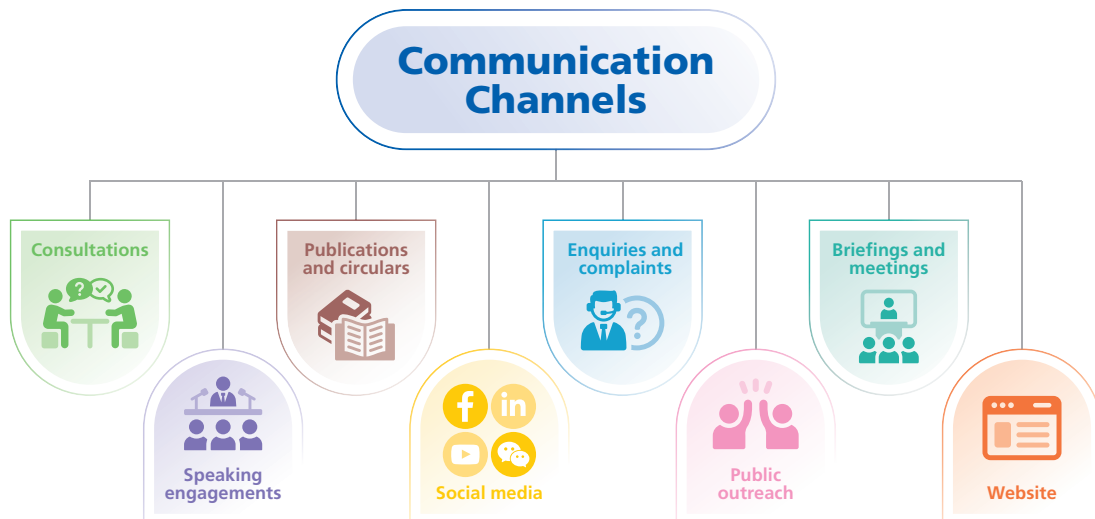 Communication
Channels
Consultations
Publications
and circulars
Enquiries and
complaints
Briefings and
meetings
Speaking
engagements
Social media
Public
outreach
Website